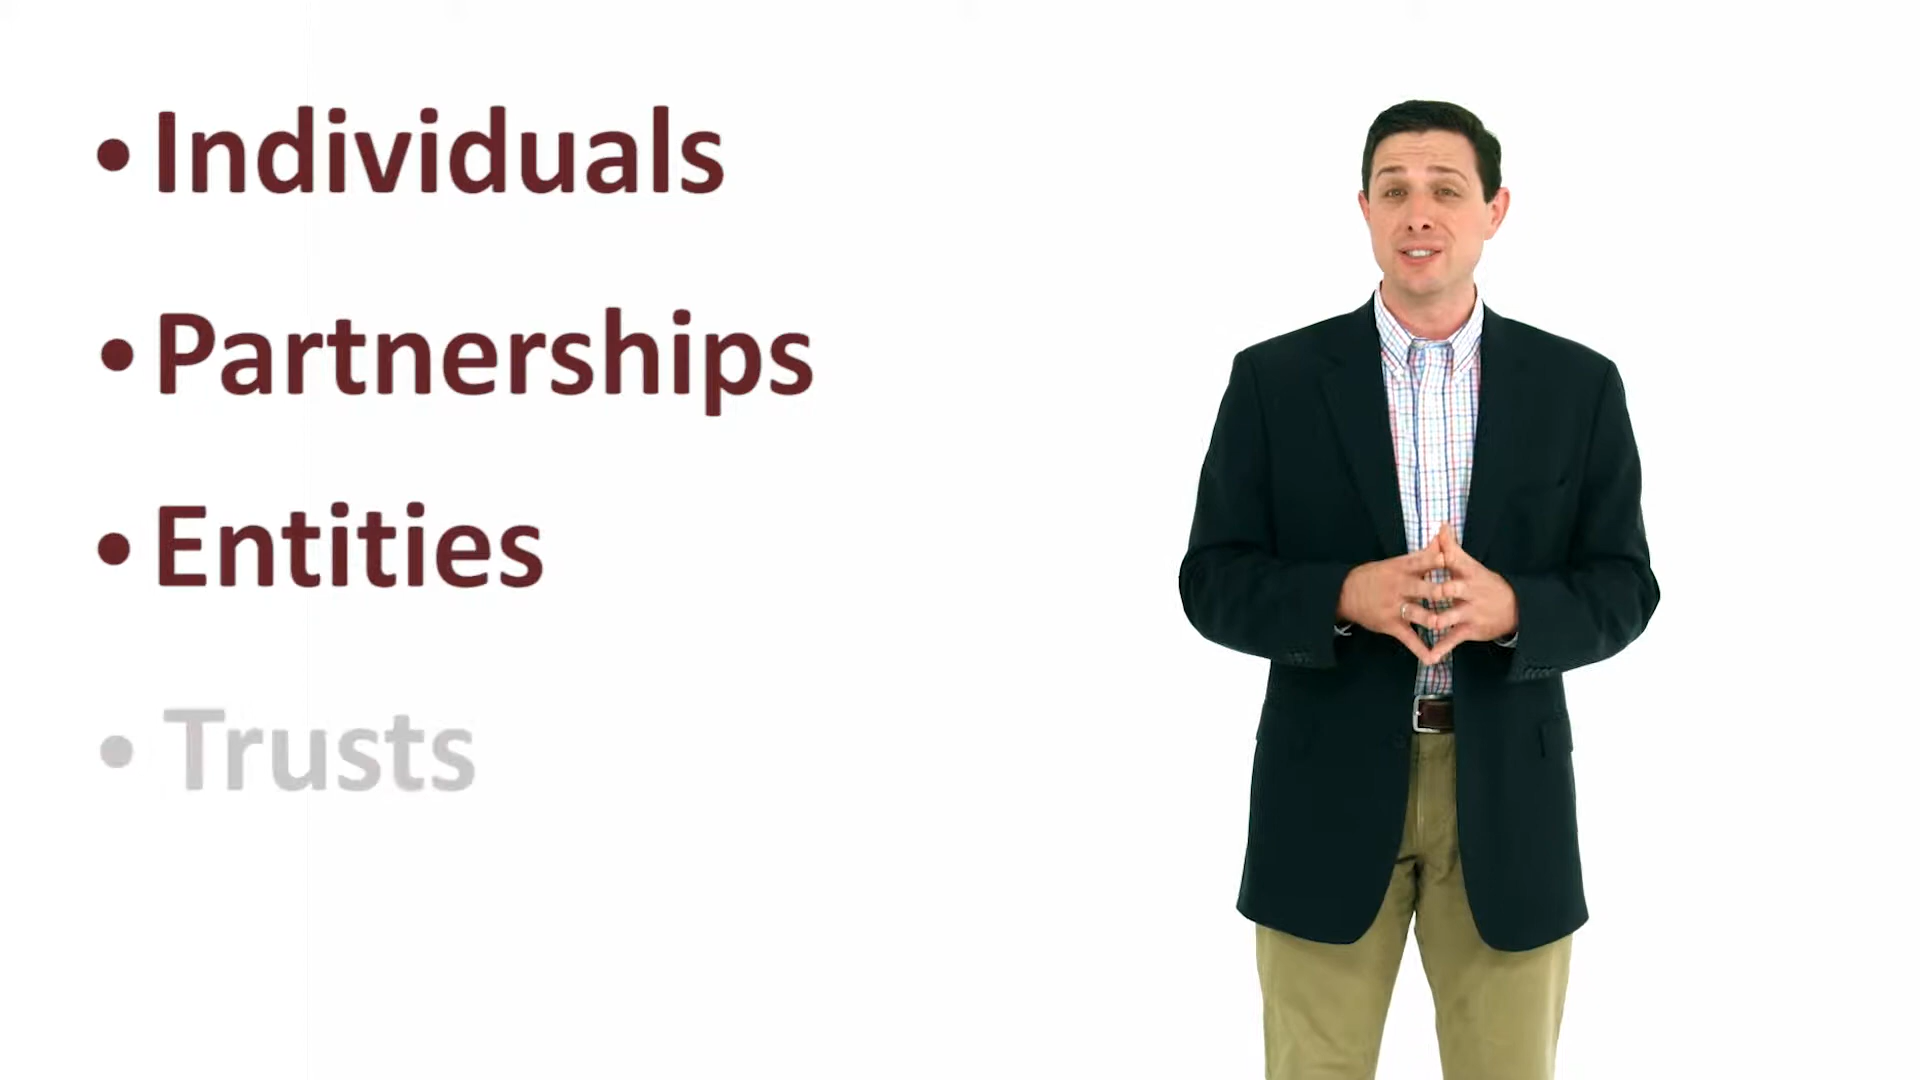 • Individuals
• Partnerships
• Entities
• Trusts